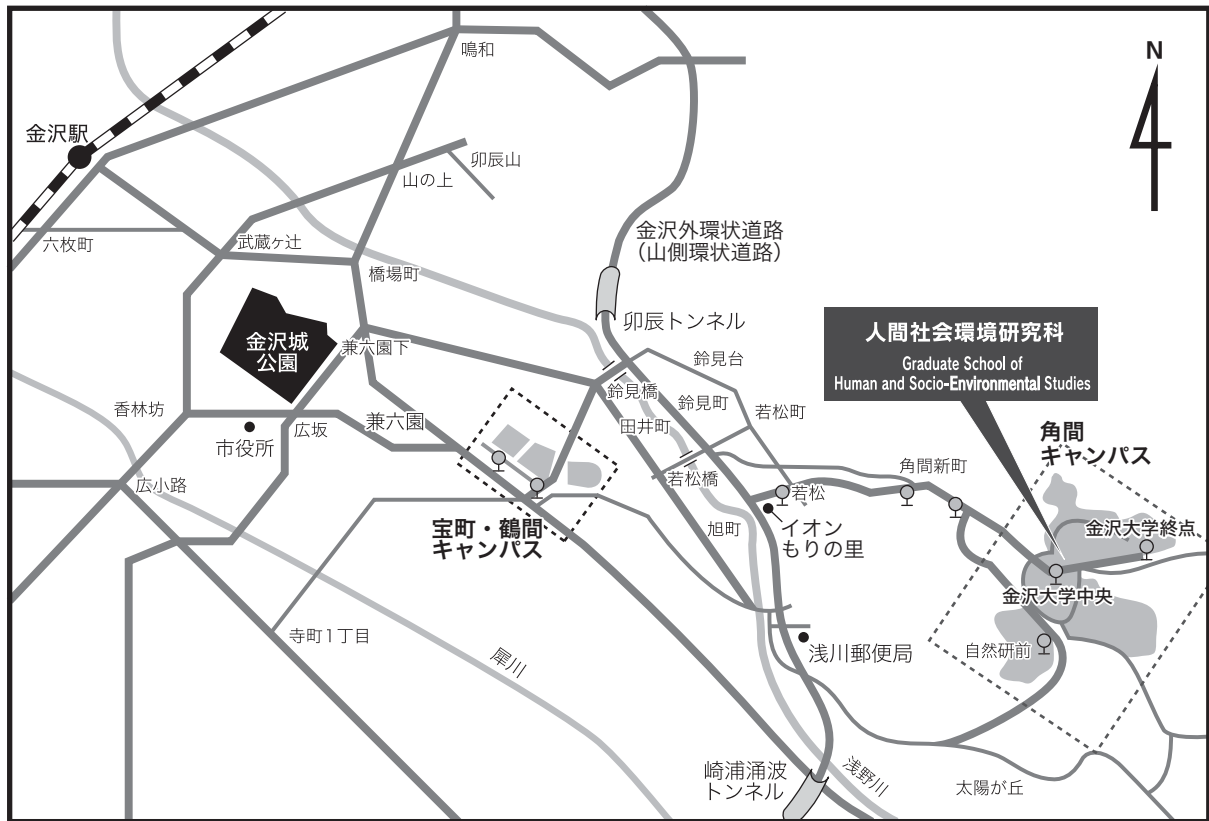 鳴和
N
金沢駅
卯辰山
山の上
六枚町
武蔵ヶ辻
金沢外環状道路
(山側環状道路)
橋場町
卯辰トンネル
人間社会環境研究科
Graduate School of
Human and Socio-Environmental Studies
金沢城
公園
兼六園下
鈴見台
鈴見橋
鈴見町
若松町
香林坊
兼六園
広坂
市役所
田井町
角間
キャンパス
角間新町
若松橋
若松
広小路
宝町・鶴間
キャンパス
旭町
イオン
もりの里
金沢大学終点
金沢大学中央
寺町1丁目
浅川郵便局
自然研前
犀川
崎浦涌波
トンネル
浅野川
太陽が丘